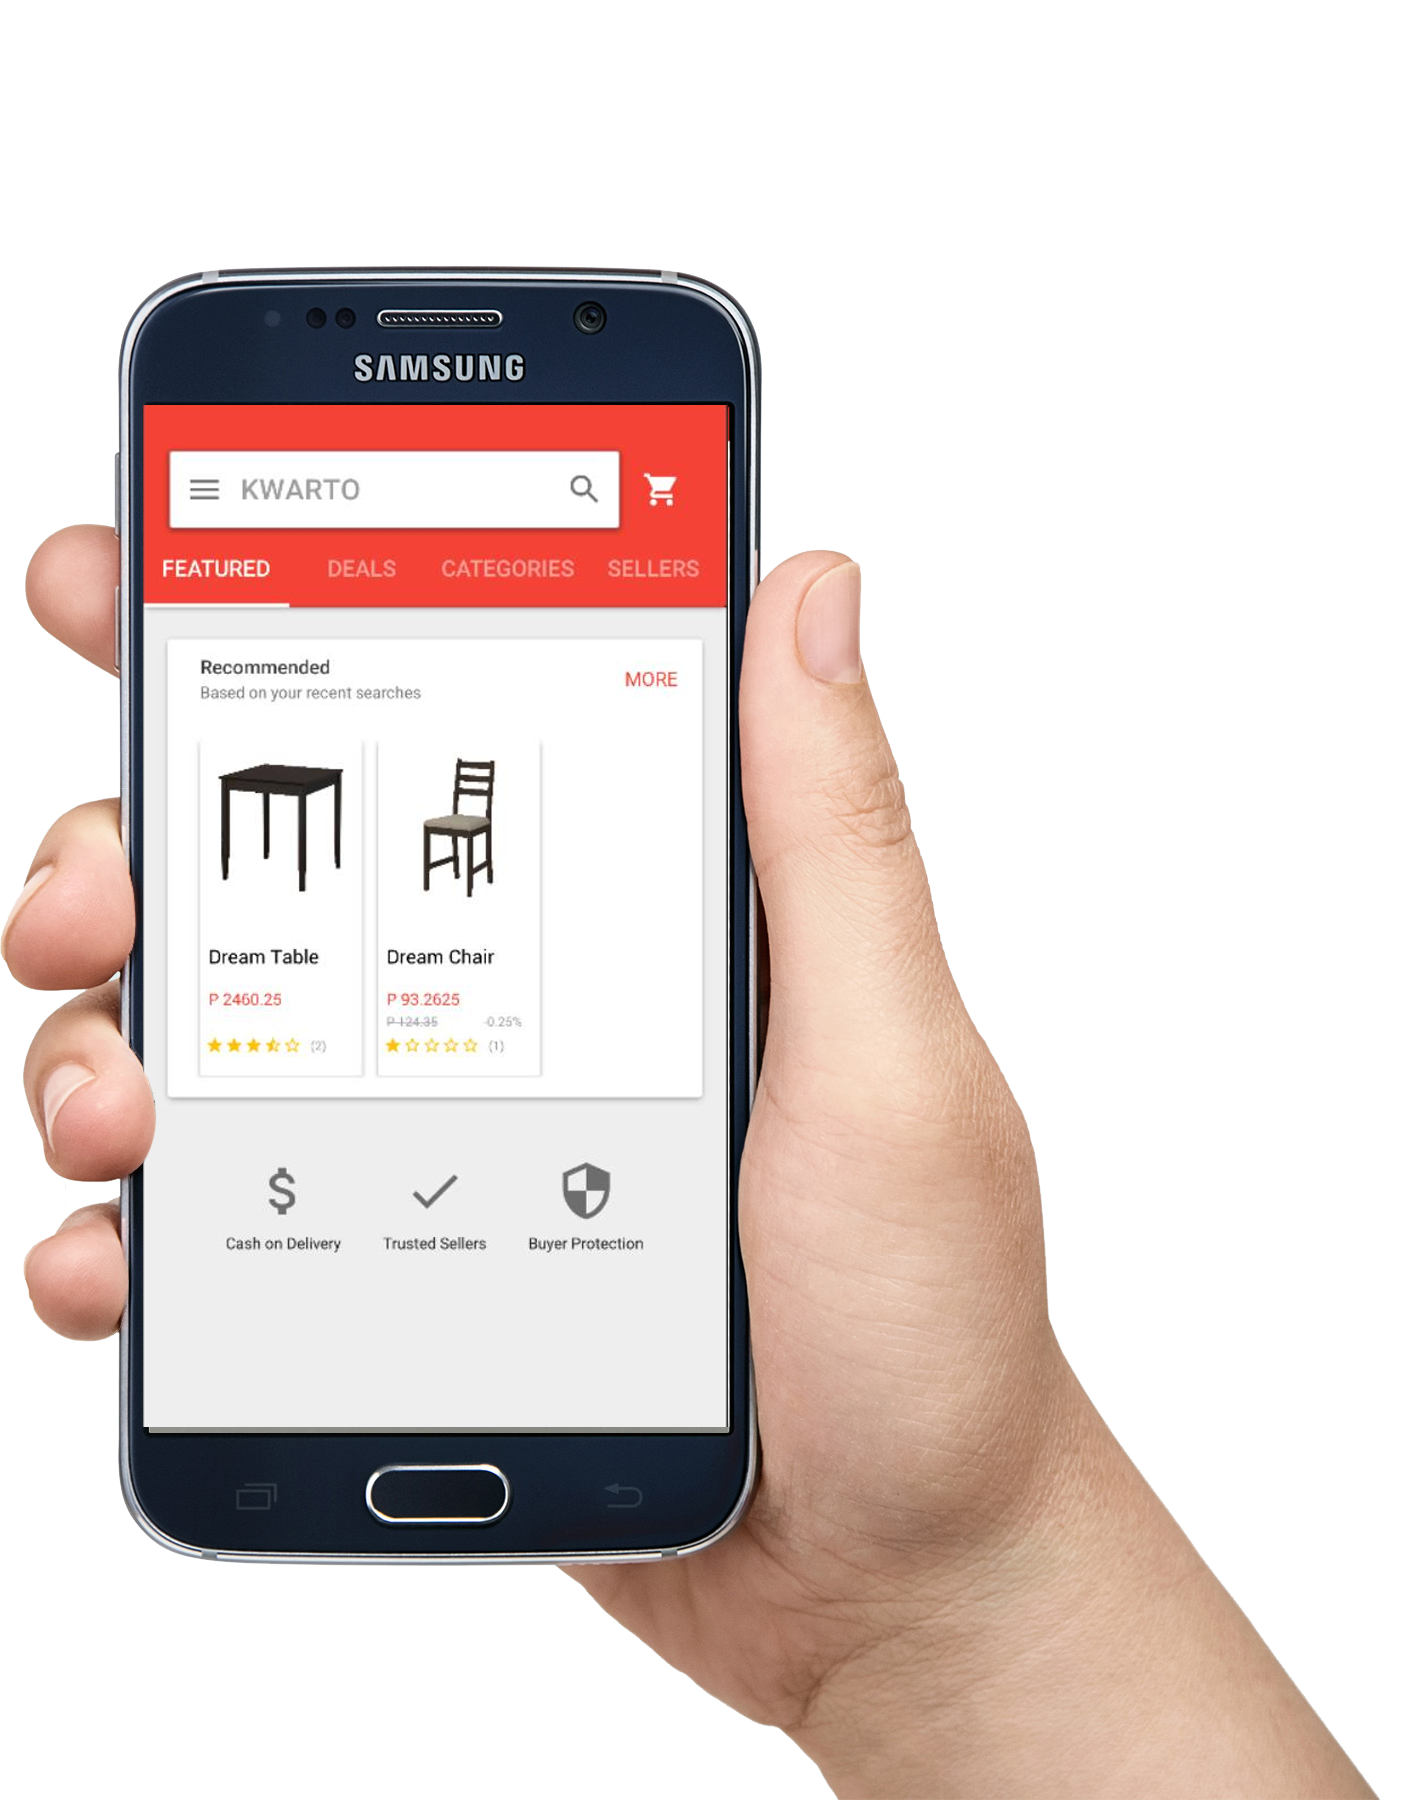 SAMSUNG
KWARTO
FEATURED DEALS CATEGORIES SELLERS
Recommended
Based on your recent searches
MORE
Dream Table Dream Chair
P 2460.25 P 93.2625
P 124.35 -0.25%
(2) (1)
Cash on Delivery Trusted Sellers Buyer Protection